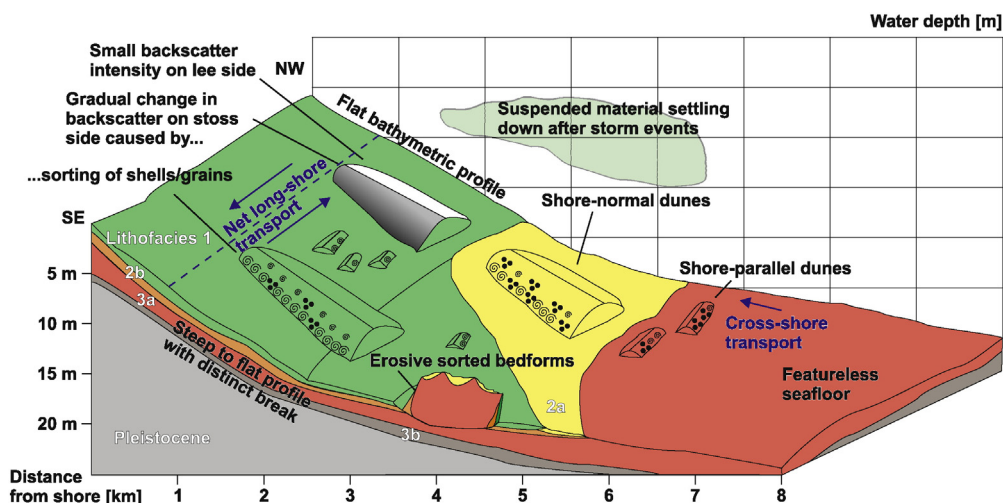 Water depth [m]
Small backscatter
intensity on lee side
NW
Gradual change in
backscatter on stoss
side caused by...
...sorting of shells/grains
Flat bathymetric profile
Suspended material settling
down after storm events
Net long-shore
transport
Shore-normal dunes
SE
Lithofacies 1
2b
3a
Shore-parallel dunes
5 m
10 m
15 m
20 m
Cross-shore
transport
Steep to flat profile
with distinct break
Erosive sorted bedforms
Featureless
seafloor
2a
3b
Pleistocene
Distance
from shore [km]
1 2 3 4 5 6 7 8